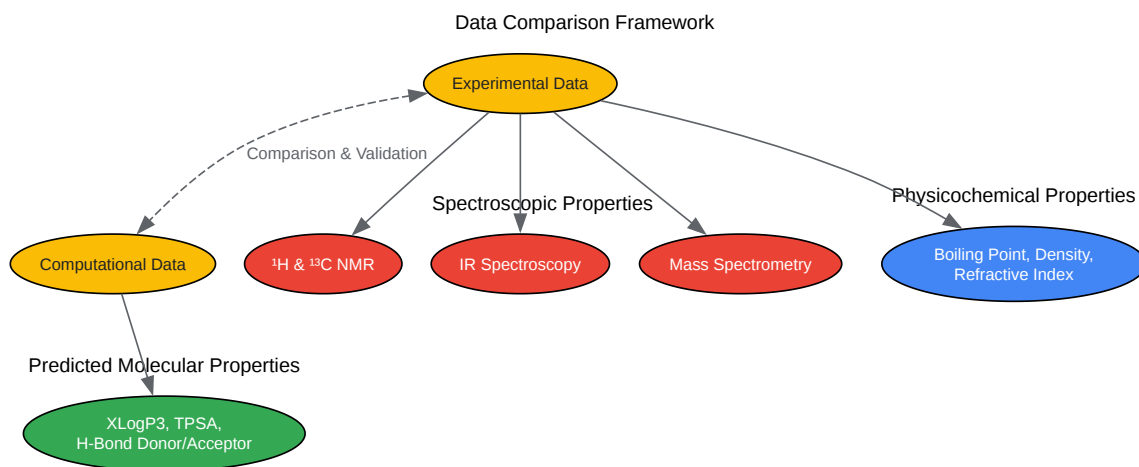 Data Comparison Framework
Experimental Data
Comparison & Validation
Spectroscopic Properties
Physicochemical Properties
Computational Data
¹H & ¹³C NMR
IR Spectroscopy
Mass Spectrometry
Boiling Point, Density,
Refractive Index
Predicted Molecular Properties
XLogP3, TPSA,
H-Bond Donor/Acceptor